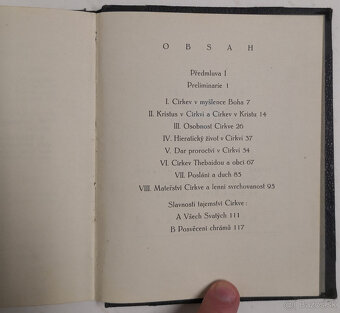 OBSAH
Předmluva I
Preliminarie 1
I. Církev v myšlence Boha 7
II. Kristus v Církvi a Církev v Kristu 14
III. Osobnost Církve 26
IV. Hieratický život v Církvi 37
V. Dar proroctví v Církvi 54
VI. Církev Thebaidou a obcí 67
VII. Poslání a duch 85
VIII. Mateřství Církve a lenní svrchovanost 95
Slavnosti tajemství Církve:
A Všech Svatých 111
B Posvěcení chrámů 117